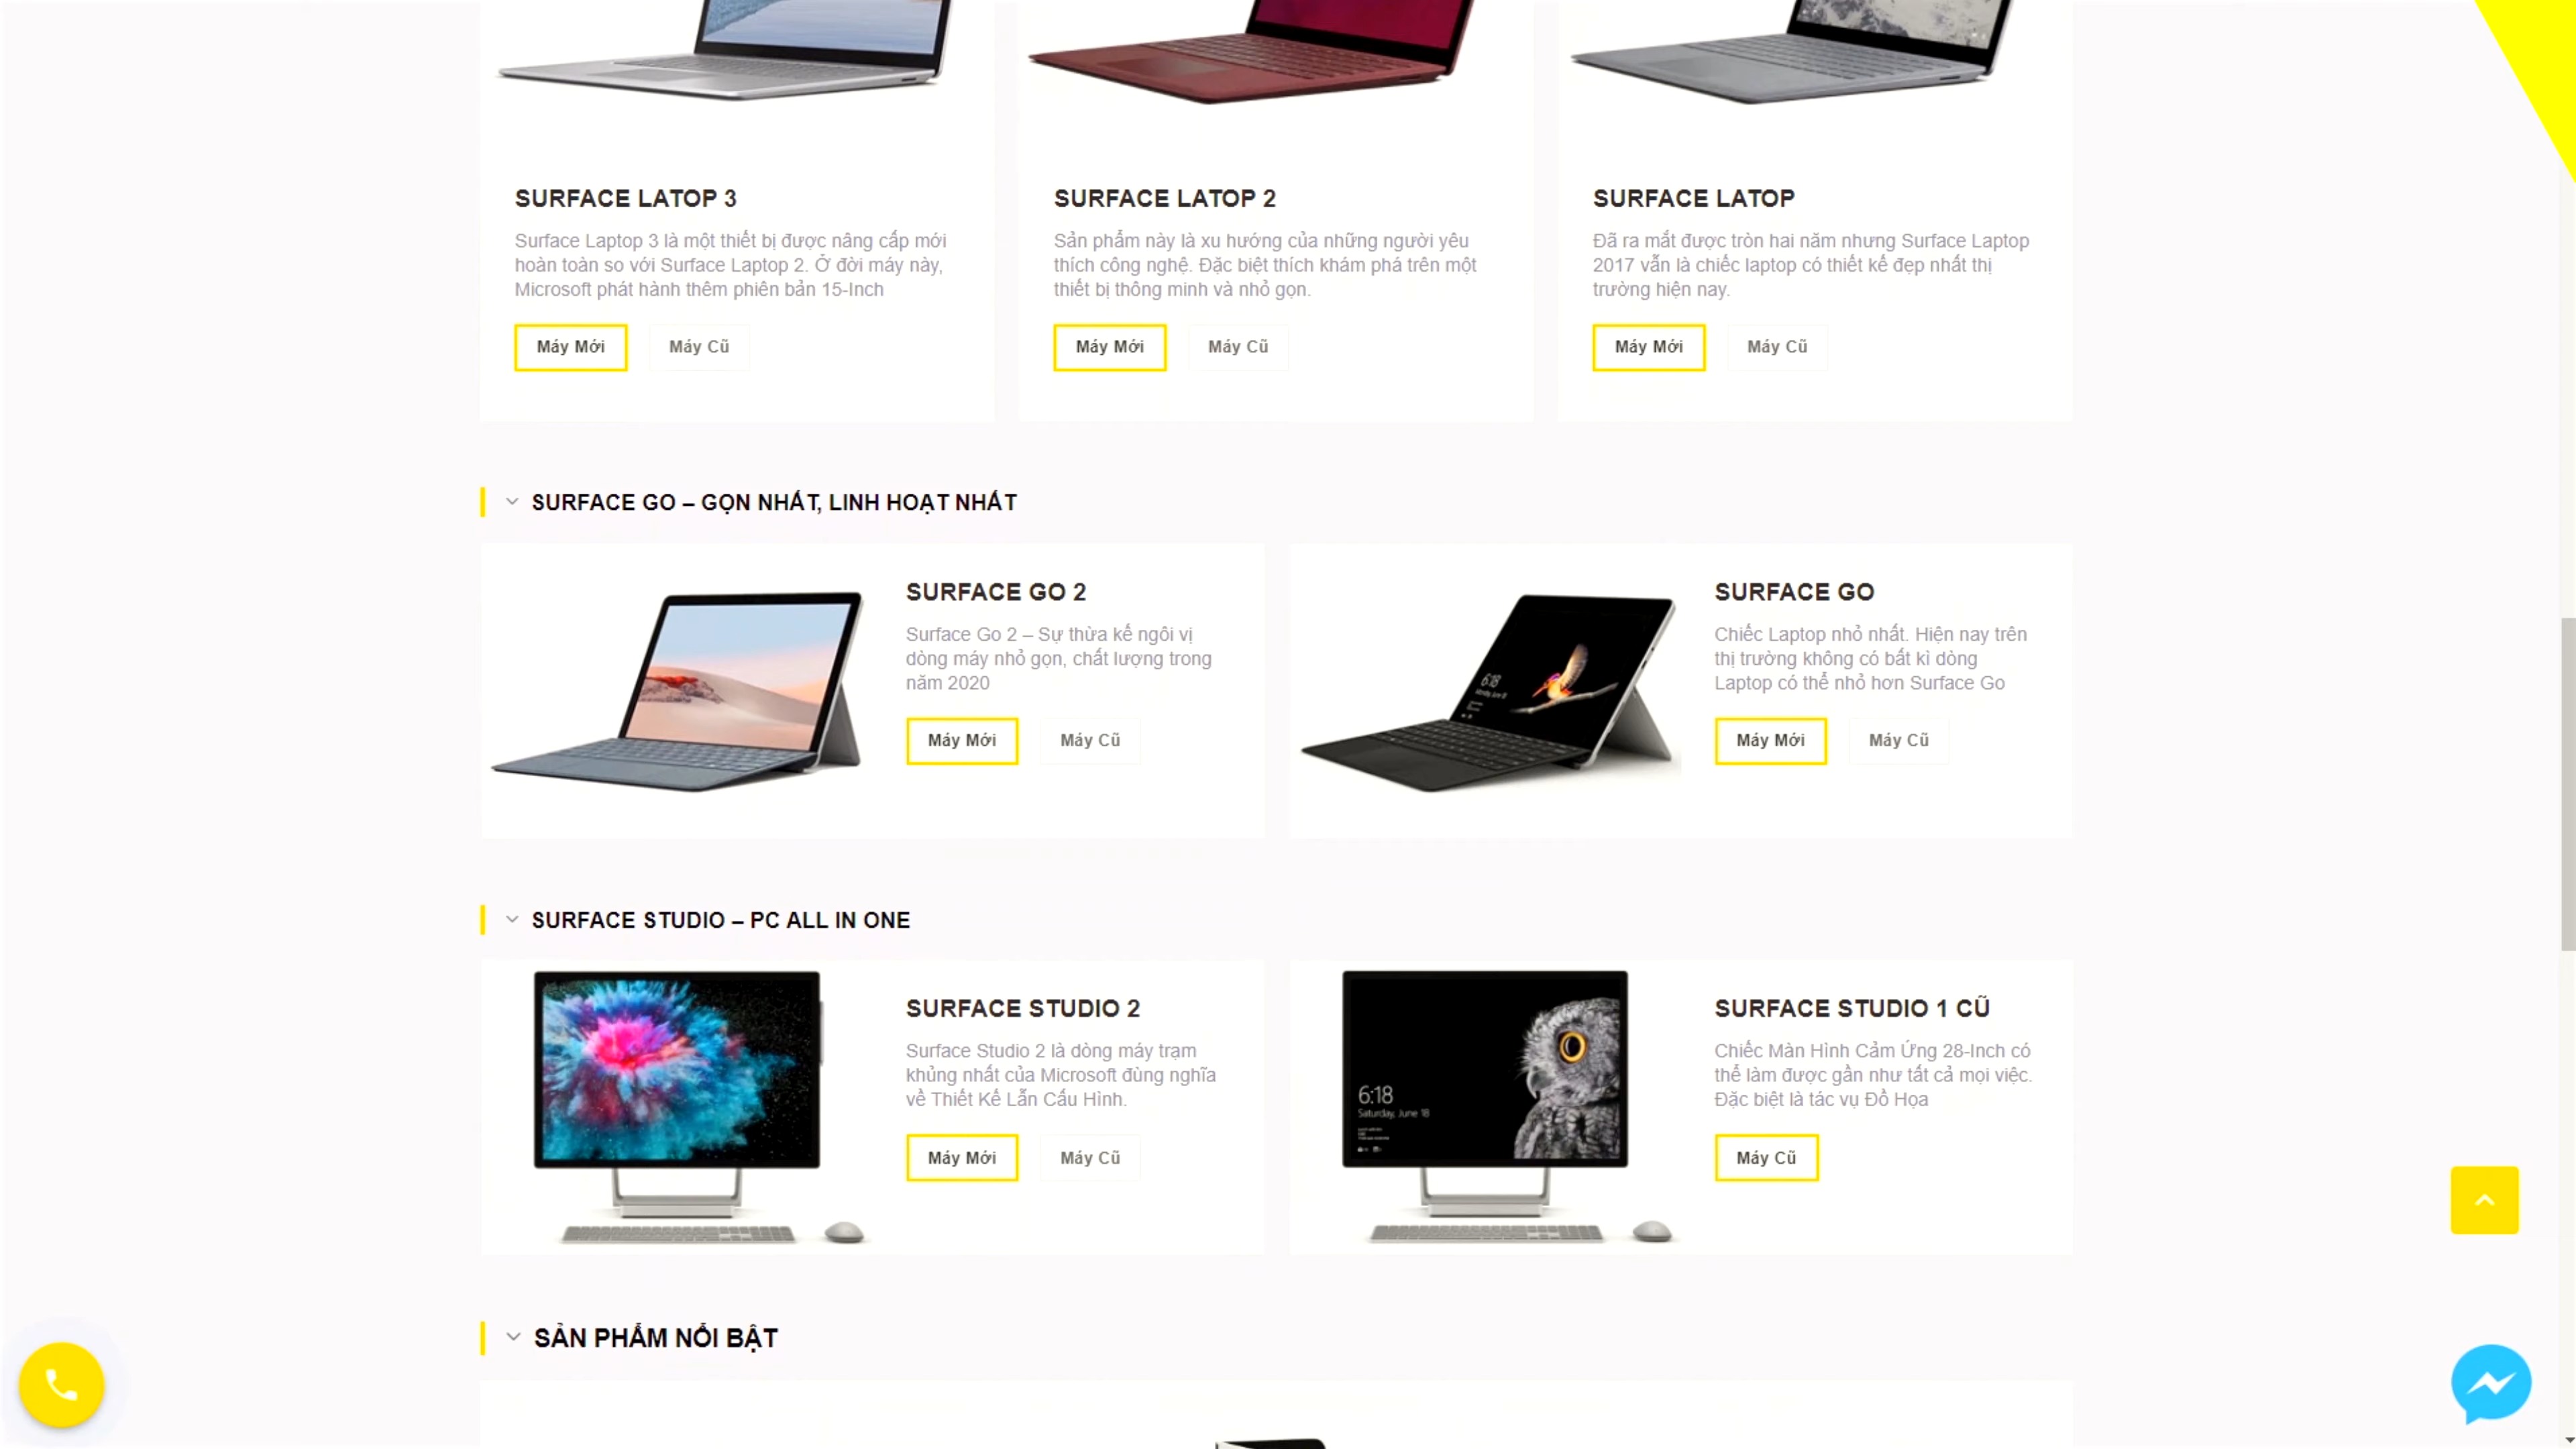 SURFACE LATOP 3
Surface Laptop 3 là một thiết bị được nâng cấp mới
hoàn toàn so với Surface Laptop 2. Ở đời máy này,
Microsoft phát hành thêm phiên bản 15-Inch
Máy Mới
Máy Cũ
SURFACE LATOP 2
Sản phẩm này là xu hướng của những người yêu
thích công nghệ. Đặc biệt thích khám phá trên một
thiết bị thông minh và nhỏ gọn.
Máy Mới
Máy Cũ
SURFACE LATOP
Đã ra mắt được tròn hai năm nhưng Surface Laptop
2017 vẫn là chiếc laptop có thiết kế đẹp nhất thị
trường hiện nay.
Máy Mới
Máy Cũ
SURFACE GO – GỌN NHẤT, LINH HOẠT NHẤT
SURFACE GO 2
Surface Go 2 – Sự thừa kế ngôi vị
dòng máy nhỏ gọn, chất lượng trong
năm 2020
Máy Mới
Máy Cũ
6:18
SURFACE GO
Chiếc Laptop nhỏ nhất. Hiện nay trên
thị trường không có bất kì dòng
Laptop có thể nhỏ hơn Surface Go
Máy Mới
Máy Cũ
SURFACE STUDIO – PC ALL IN ONE
SURFACE STUDIO 2
Surface Studio 2 là dòng máy trạm
khủng nhất của Microsoft đùng nghĩa
về Thiết Kế Lẫn Cấu Hình.
Máy Mới
Máy Cũ
6:18
Saturday, June 18
SURFACE STUDIO 1 CŨ
Chiếc Màn Hình Cảm Ứng 28-Inch có
thể làm được gần như tất cả mọi việc.
Đặc biệt là tác vụ Đồ Họa
Máy Cũ
SẢN PHẨM NỔI BẬT